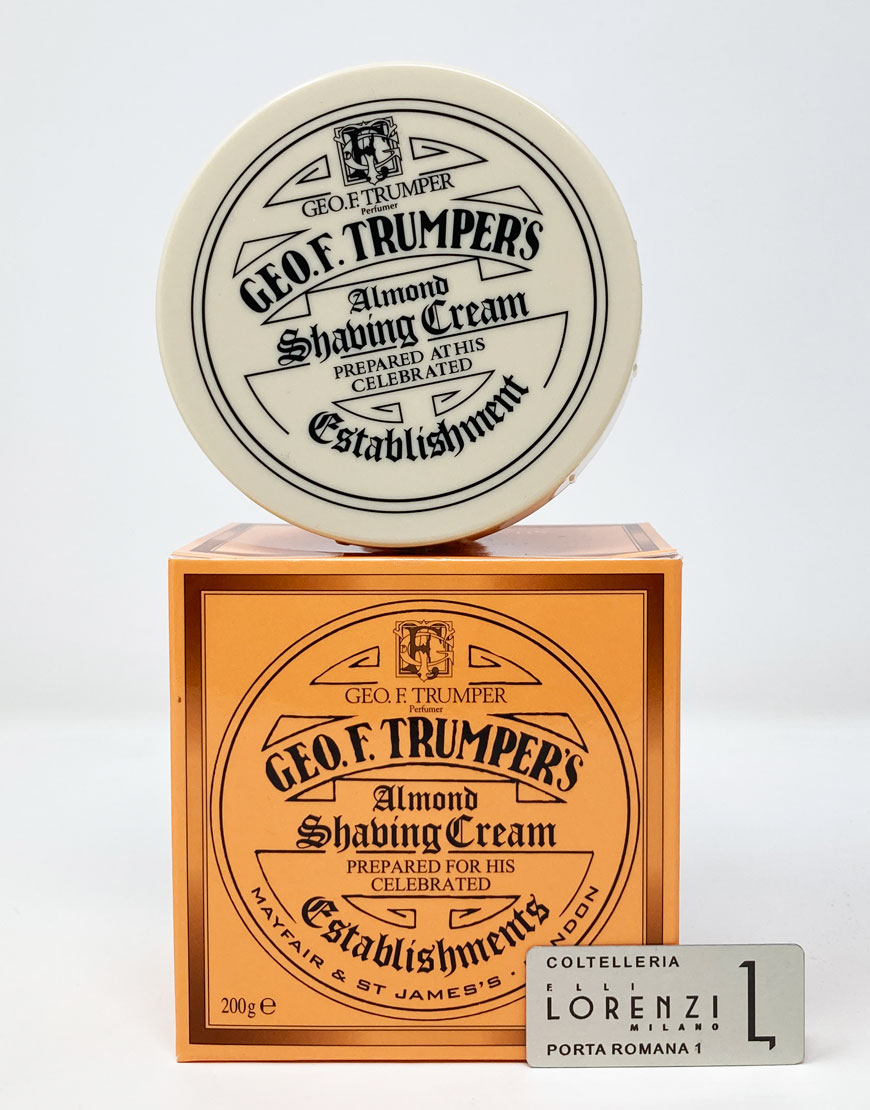 GEO. F. TRUMPER
Perfumer
GEO. F. TRUMPER'S
Almond
Shaving Cream
PREPARED AT HIS
CELEBRATED
Establishment
GEO. F. TRUMPER
Perfumer
GEO. F. TRUMPER'S
Almond
Shaving Cream
PREPARED FOR HIS
CELEBRATED
Establishments
MAYFAIR & ST JAMES'S · NDON
200g e
COLTELLERIA
F.LLI
LORENZI
MILANO
PORTA ROMANA 1